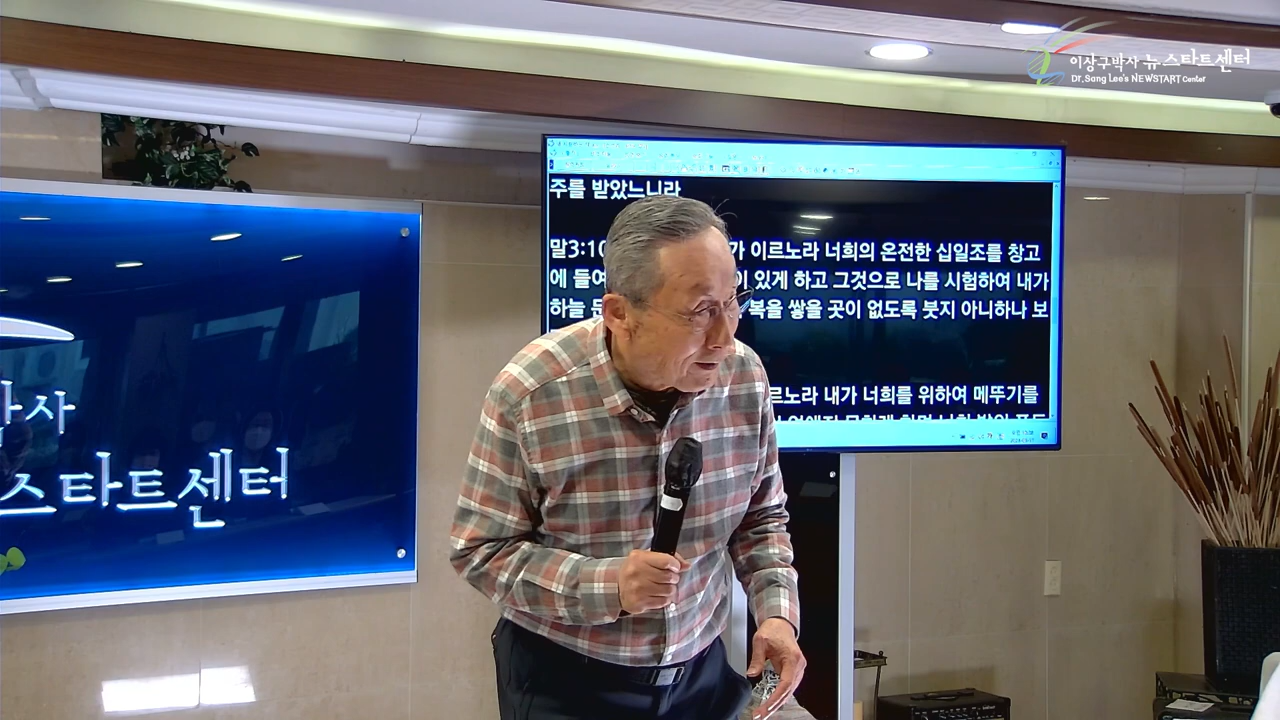 이상구박사 뉴스타트센터
Dr. Sang Lee's NEWSTART Center
주를 받았느니라
말3:10 가 이르노라 너희의 온전한 십일조를 창고
에 들여 이 있게 하고 그것으로 나를 시험하여 내가
하늘 문 복을 쌓을 곳이 없도록 붓지 아니하나 보
르노라 내가 너희를 위하여 메뚜기를
사
스타트센터